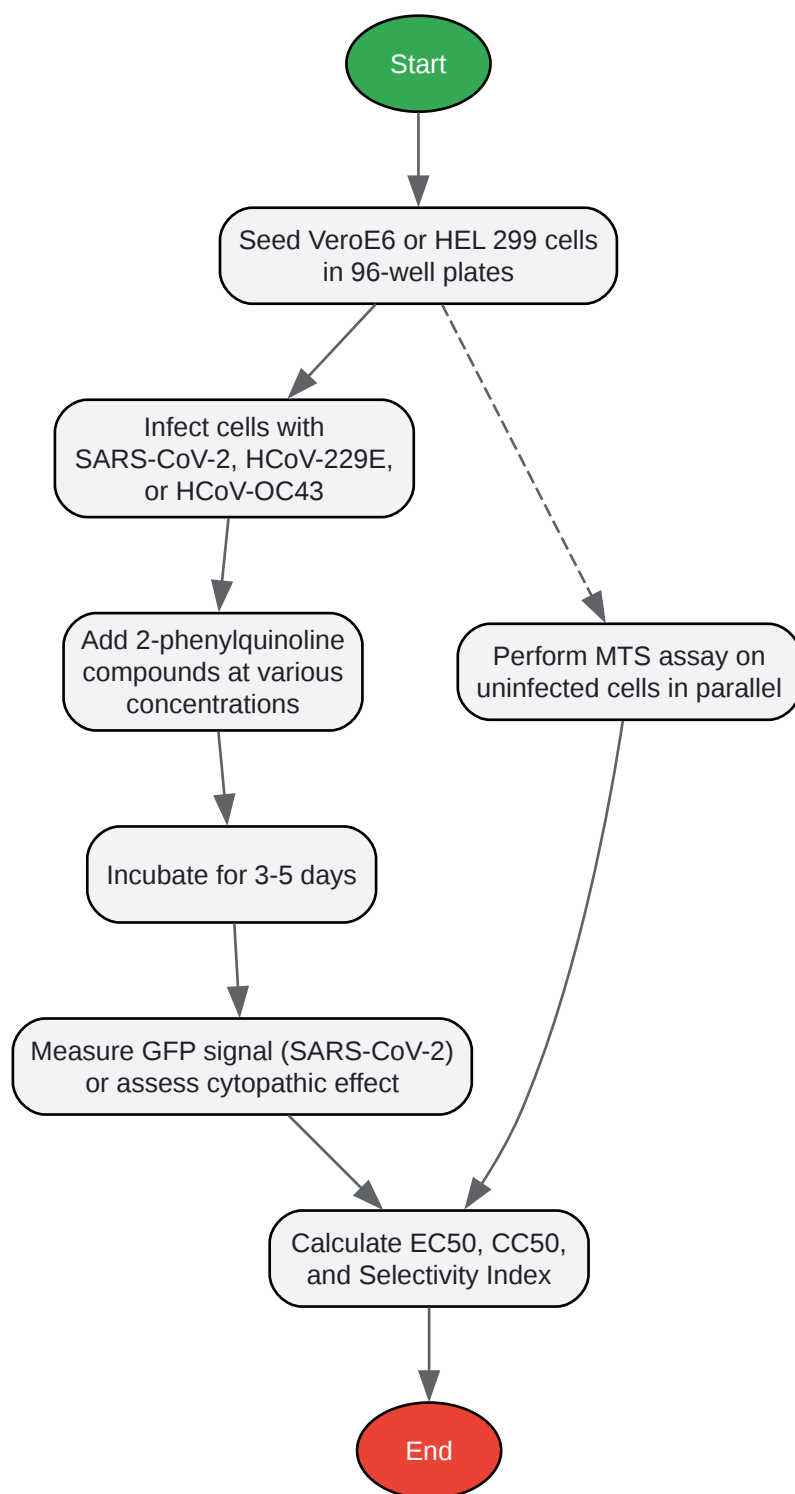 Start
Seed VeroE6 or HEL 299 cells
in 96-well plates
Infect cells with
SARS-CoV-2, HCoV-229E,
or HCoV-OC43
Add 2-phenylquinoline
compounds at various
concentrations
Perform MTS assay on
uninfected cells in parallel
Incubate for 3-5 days
Measure GFP signal (SARS-CoV-2)
or assess cytopathic effect
Calculate EC50, CC50,
and Selectivity Index
End